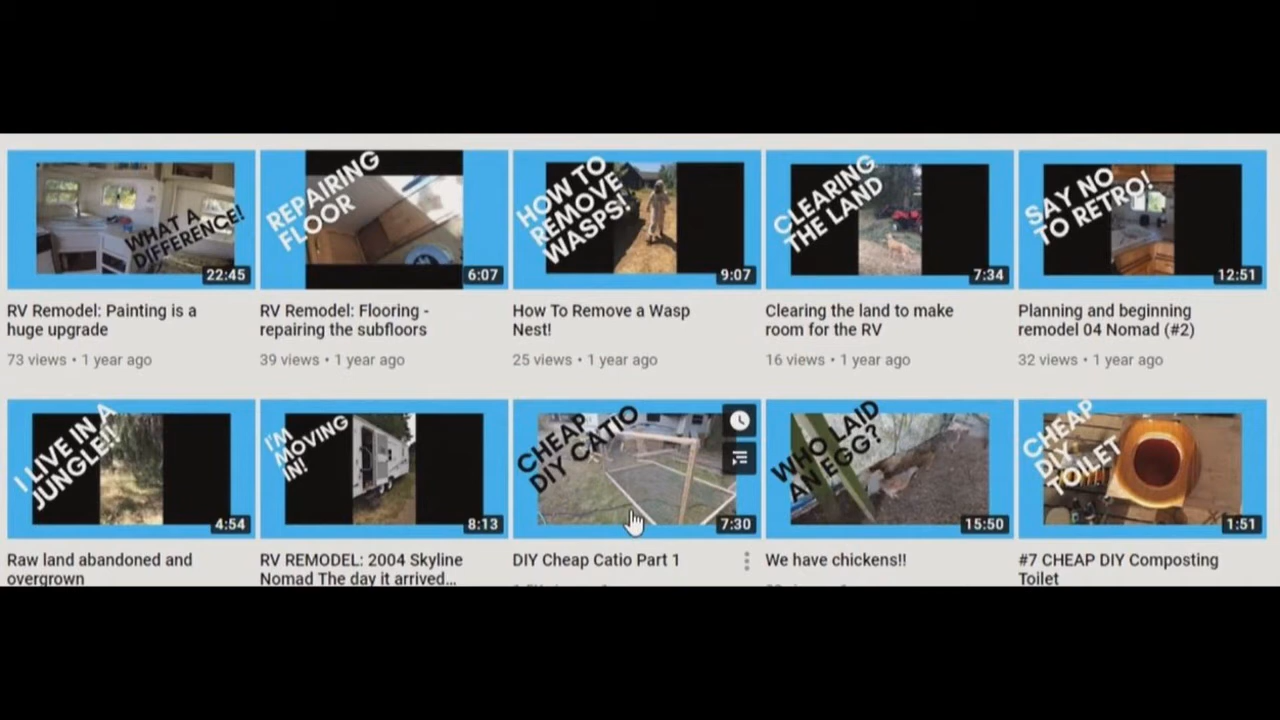 WHAT A
DIFFERENCE!
22:45
REPAIRING
FLOOR
6:07
HOW TO
REMOVE
WASPS!
9:07
CLEARING
THE LAND
7:34
SAY NO
TO RETRO!
12:51
RV Remodel: Painting is a
huge upgrade
73 views • 1 year ago
RV Remodel: Flooring -
repairing the subfloors
39 views • 1 year ago
How To Remove a Wasp
Nest!
25 views • 1 year ago
Clearing the land to make
room for the RV
16 views • 1 year ago
Planning and beginning
remodel 04 Nomad (#2)
32 views • 1 year ago
I LIVE IN A
JUNGLE!!
4:54
I'M
MOVING
IN!
8:13
CHEAP
DIY CATIO
7:30
WHO LAID
AN EGG?
15:50
CHEAP
DIY
TOILET
1:51
Raw land abandoned and
overgrown
RV REMODEL: 2004 Skyline
Nomad The day it arrived...
DIY Cheap Catio Part 1
We have chickens!!
#7 CHEAP DIY Composting
Toilet